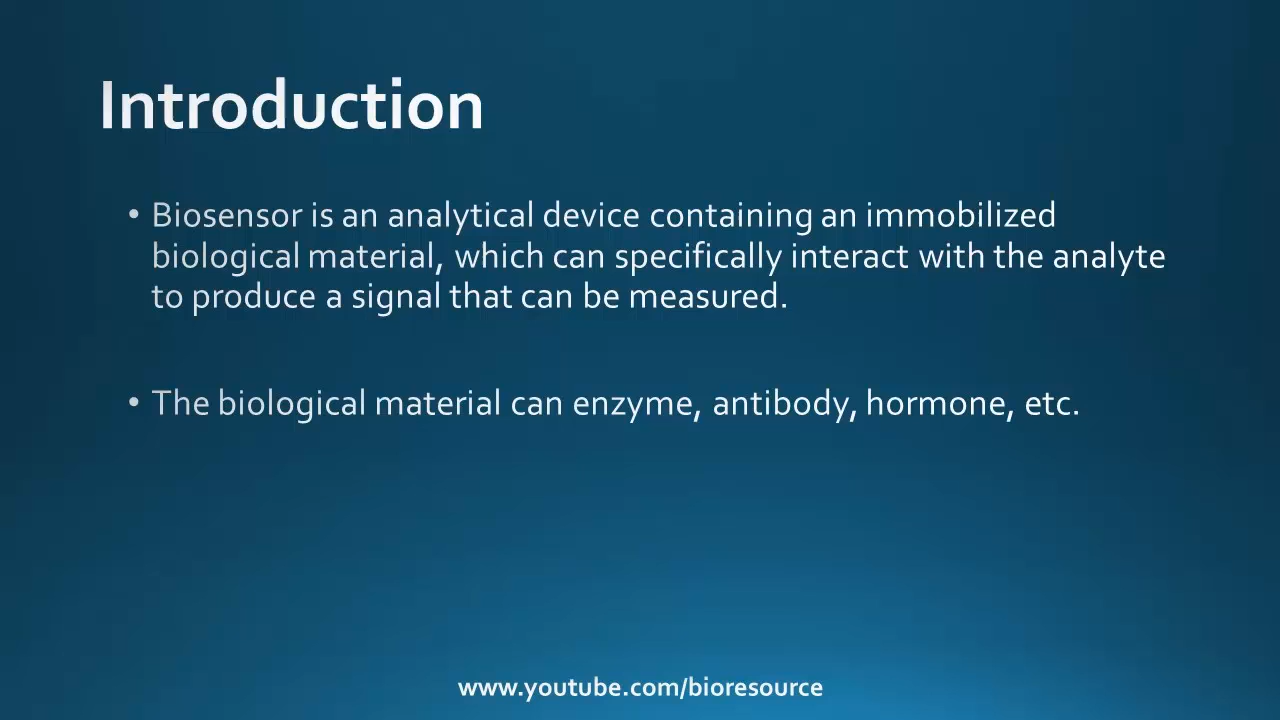 Introduction
• Biosensor is an analytical device containing an immobilized
biological material, which can specifically interact with the analyte
to produce a signal that can be measured.
• The biological material can enzyme, antibody, hormone, etc.
www.youtube.com/bioresource